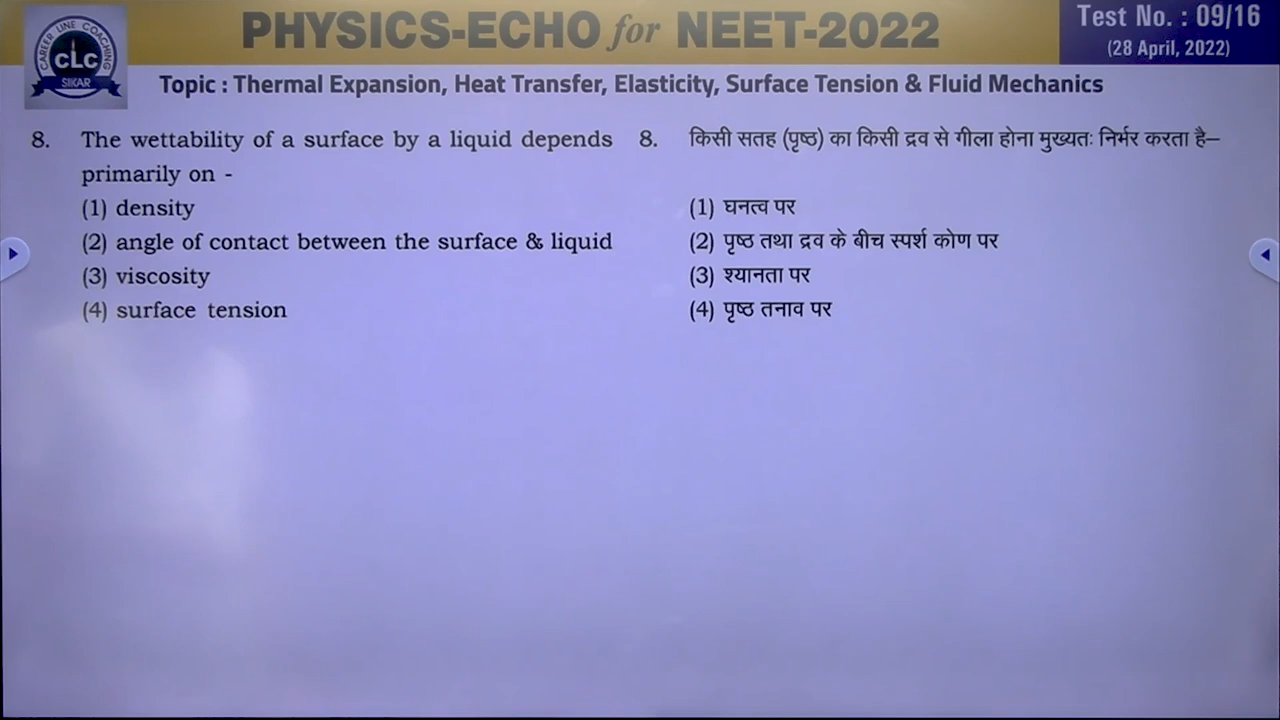 PHYSICS-ECHO for NEET-2022
Test No. : 09/16
(28 April, 2022)
CAREER LINE COACHING
CLC
SIKAR
Topic : Thermal Expansion, Heat Transfer, Elasticity, Surface Tension & Fluid Mechanics
8. The wettability of a surface by a liquid depends
primarily on -
(1) density
(2) angle of contact between the surface & liquid
(3) viscosity
(4) surface tension
8. किसी सतह (पृष्ठ) का किसी द्रव से गीला होना मुख्यतः निर्भर करता है–
(1) घनत्व पर
(2) पृष्ठ तथा द्रव के बीच स्पर्श कोण पर
(3) श्यानता पर
(4) पृष्ठ तनाव पर